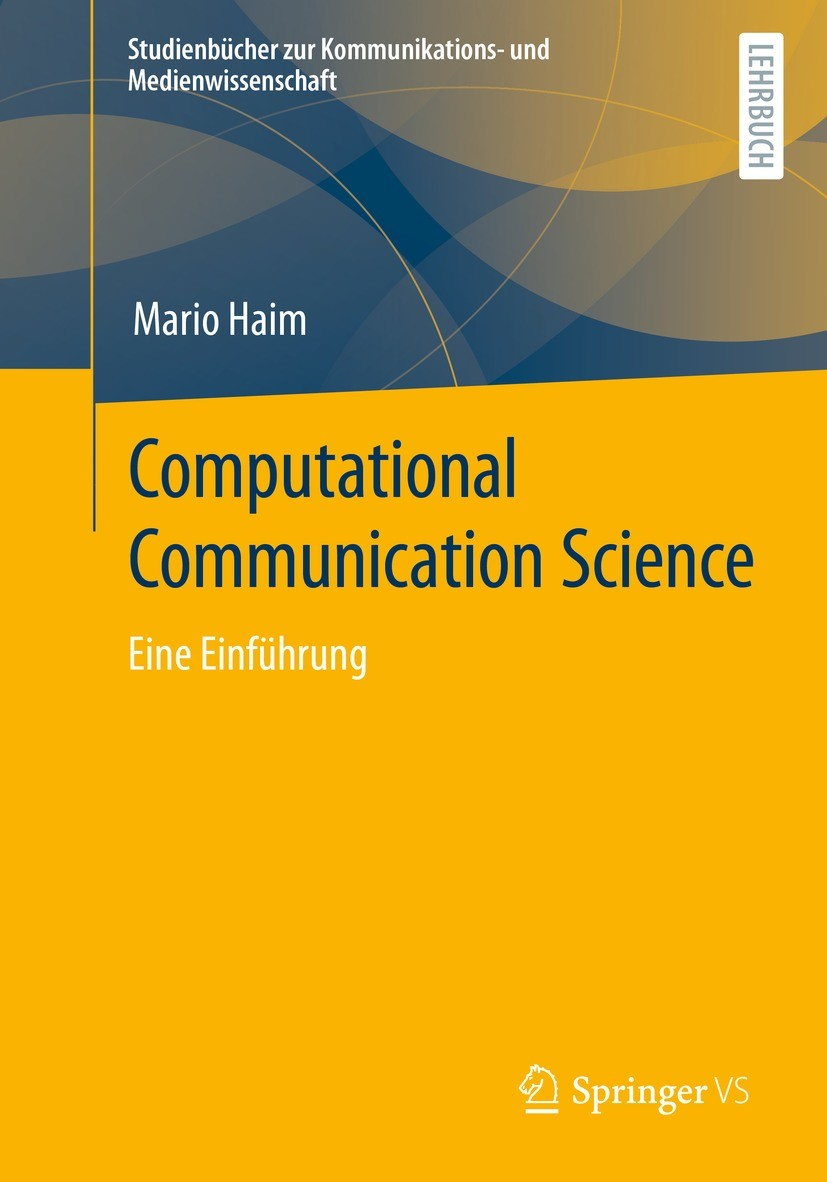 Studienbücher zur Kommunikations- und
Medienwissenschaft
LEHRBUCH
Mario Haim
Computational
Communication Science
Eine Einführung
Springer VS